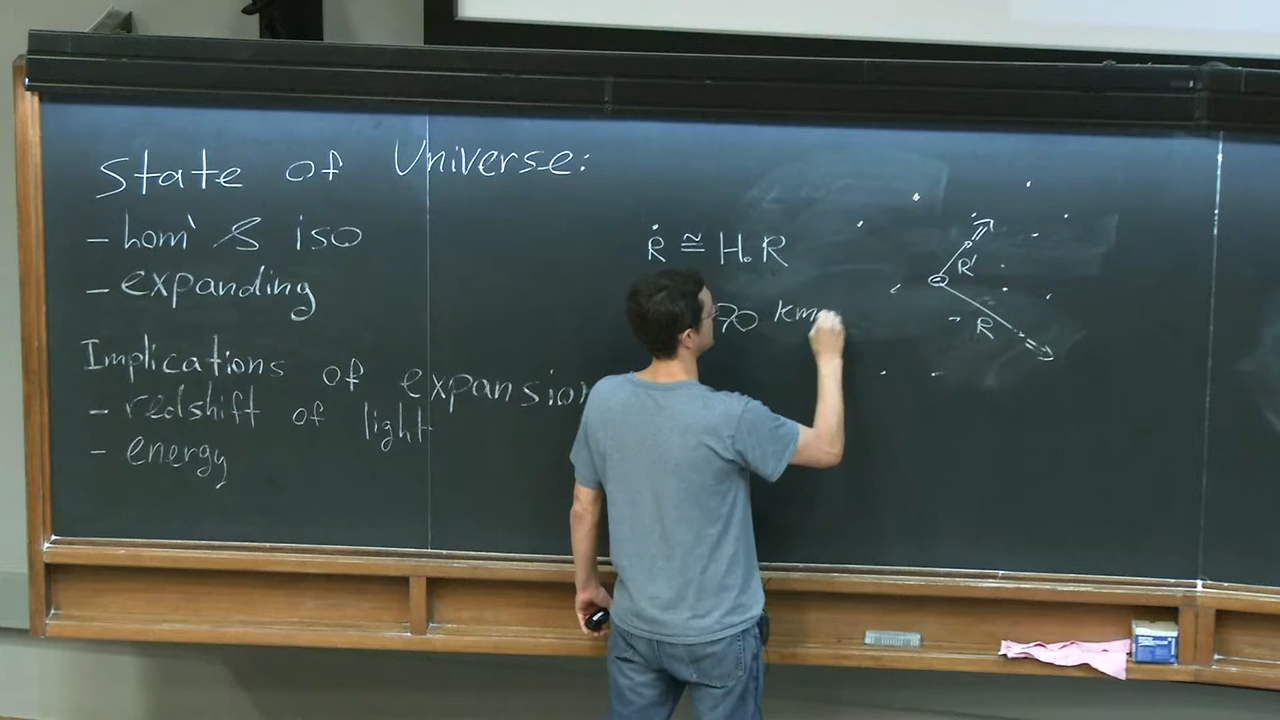 State of Universe:
- hom' & iso
- expanding
Implications of expansion
- redshift of light
- energy
Ṙ ≅ H₀ R
70 km
R'
R